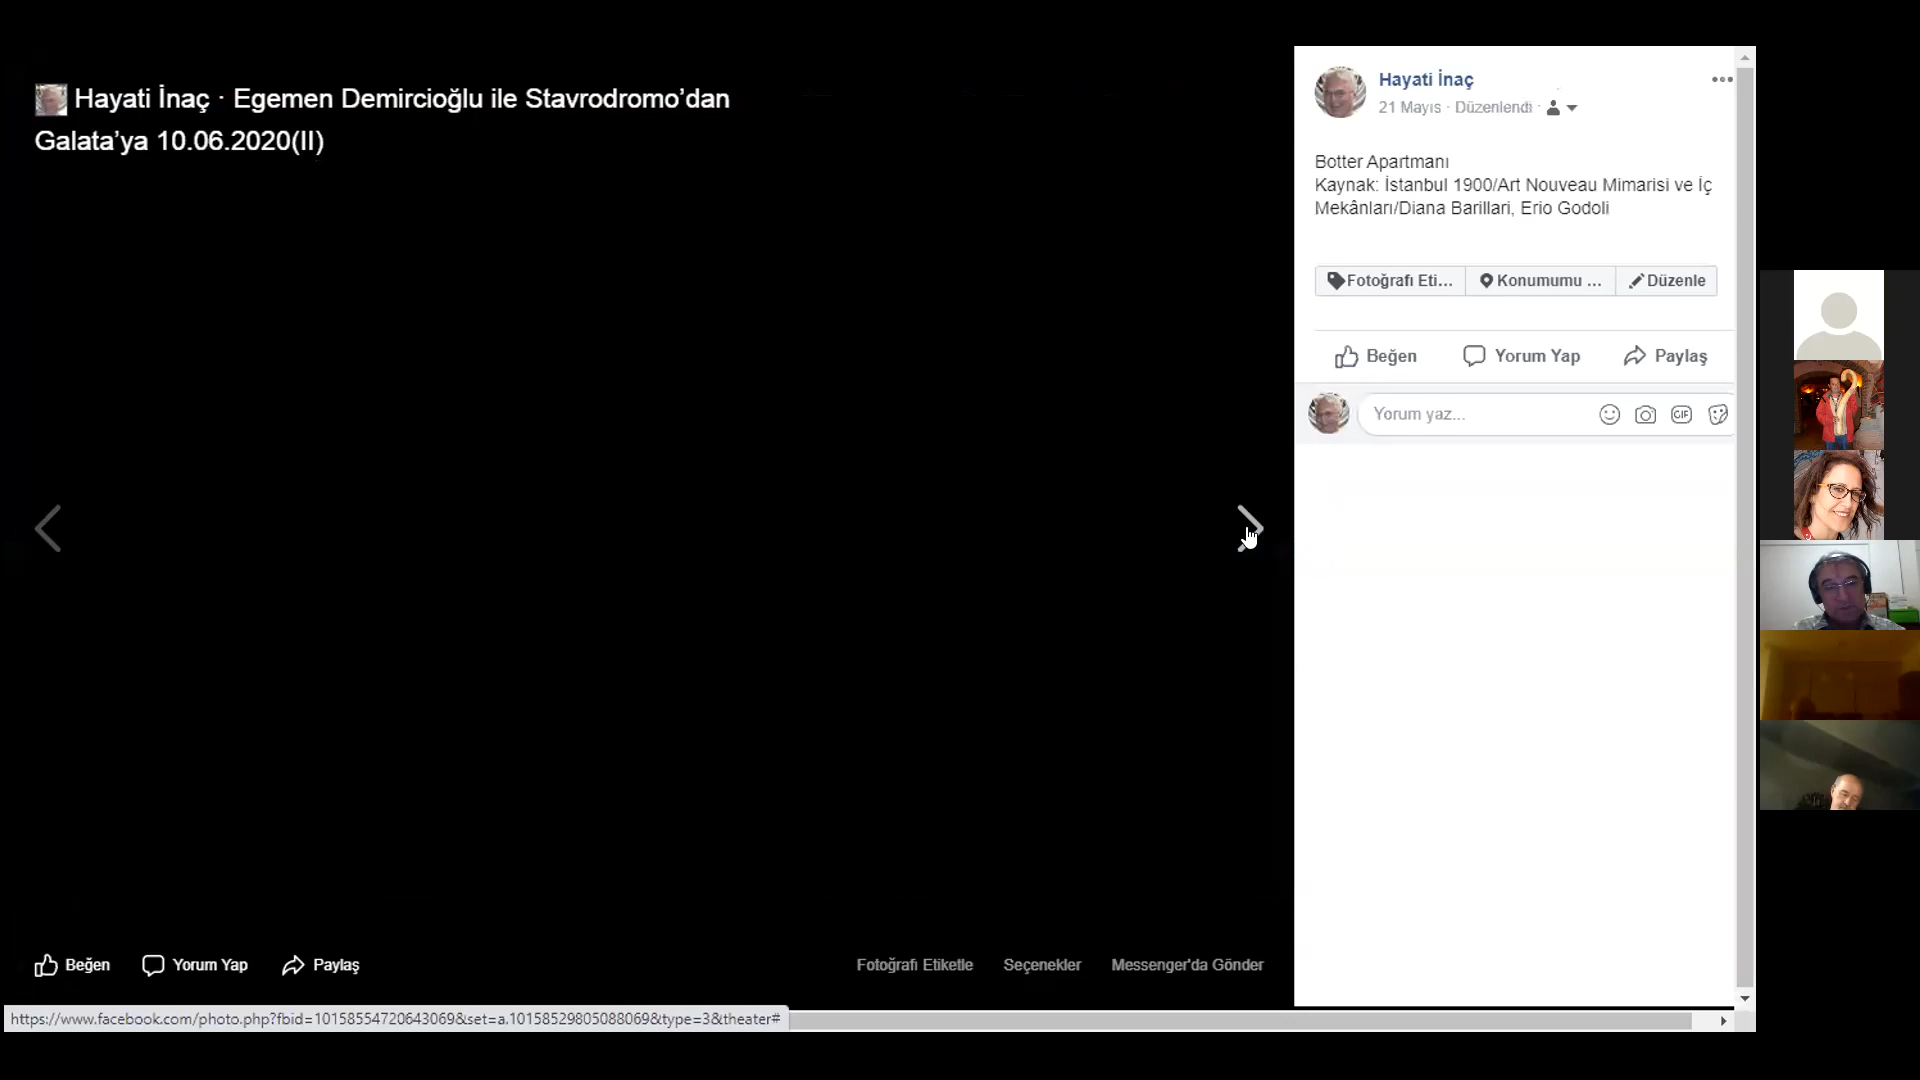 Hayati İnaç · Egemen Demircioğlu ile Stavrodromo’dan
Galata’ya 10.06.2020(II)
Hayati İnaç
21 Mayıs · Düzenlendi ·
Botter Apartmanı
Kaynak: İstanbul 1900/Art Nouveau Mimarisi ve İç
Mekânları/Diana Barillari, Erio Godoli
Fotoğrafı Eti... Konumumu ... Düzenle
Beğen Yorum Yap Paylaş
Yorum yaz...
GIF
Beğen Yorum Yap Paylaş
Fotoğrafı Etiketle Seçenekler Messenger'da Gönder
https://www.facebook.com/photo.php?fbid=10158554720643069&set=a.10158529805088069&type=3&theater#